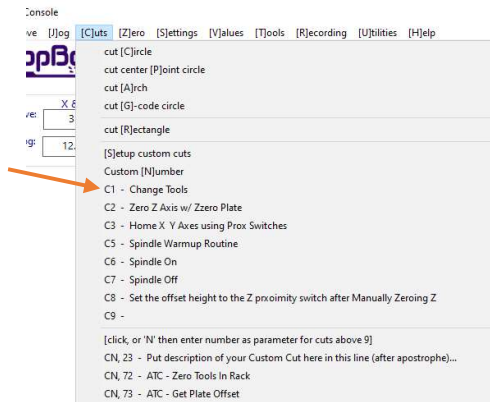 Console
ve [J]og [C]uts [Z]ero [S]ettings [V]alues [T]ools [R]ecording [U]tilities [H]elp
cut [C]ircle
cut center [P]oint circle
cut [A]rch
cut [G]-code circle
X &
ve: 3
cut [R]ectangle
g: 12.
[S]etup custom cuts
Custom [N]umber
C1 - Change Tools
C2 - Zero Z Axis w/ Zzero Plate
C3 - Home X Y Axes using Prox Switches
C5 - Spindle Warmup Routine
C6 - Spindle On
C7 - Spindle Off
C8 - Set the offset height to the Z prxoimity switch after Manually Zeroing Z
C9 -
[click, or 'N' then enter number as parameter for cuts above 9]
CN, 23 - Put description of your Custom Cut here in this line (after apostrophe)...
CN, 72 - ATC - Zero Tools In Rack
CN, 73 - ATC - Get Plate Offset